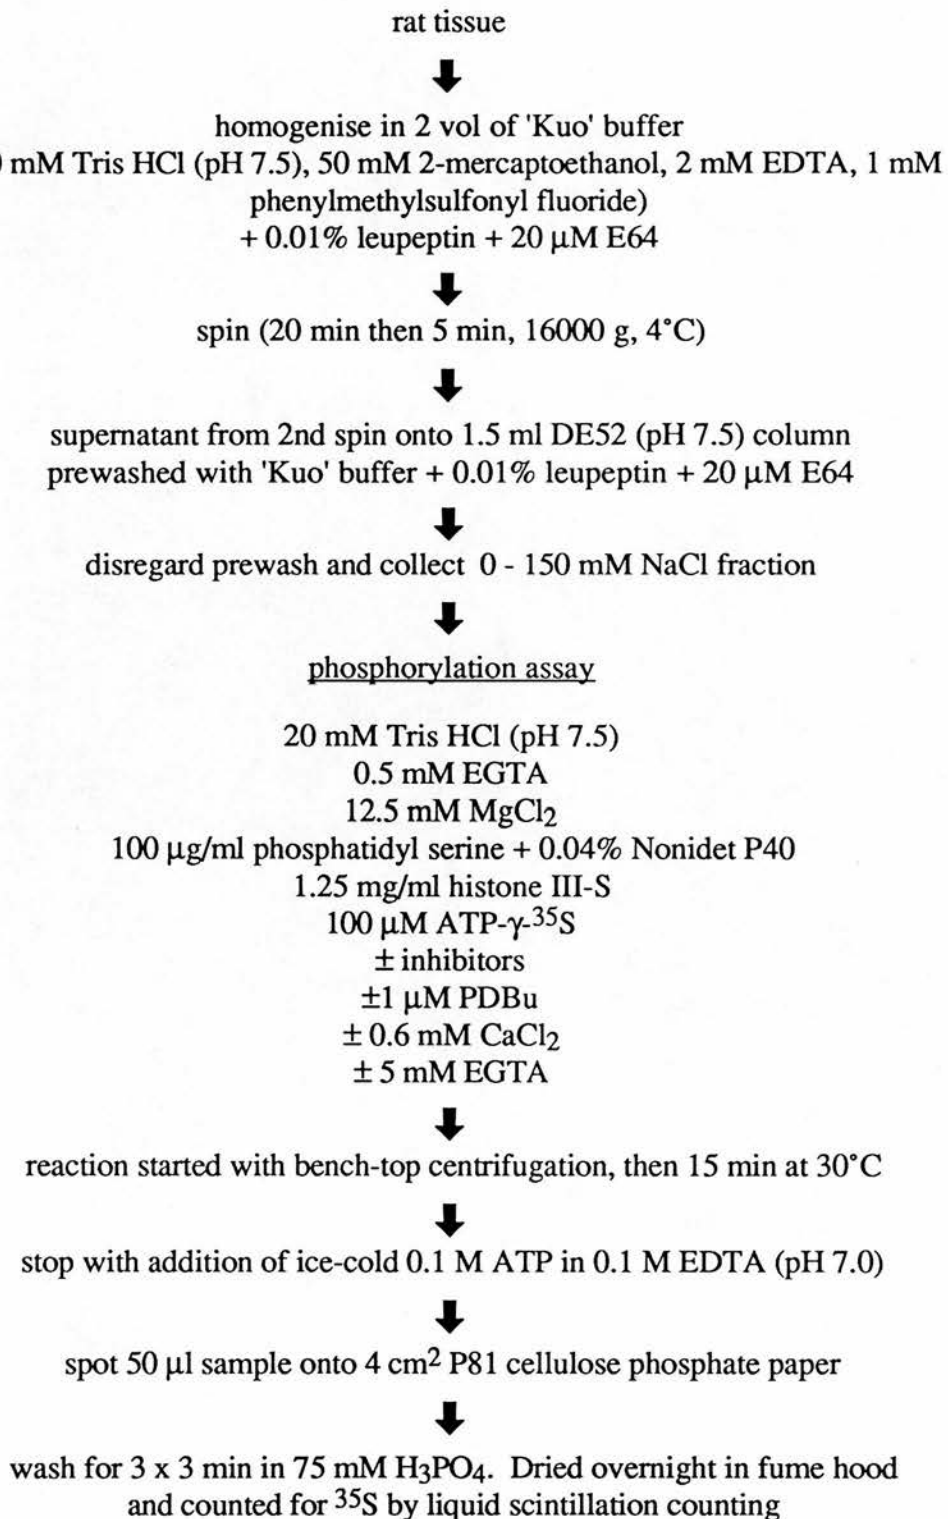 rat tissue
homogenise in 2 vol of 'Kuo' buffer
mM Tris HCl (pH 7.5), 50 mM 2-mercaptoethanol, 2 mM EDTA, 1 mM
phenylmethylsulfonyl fluoride)
+ 0.01% leupeptin + 20 µM E64
spin (20 min then 5 min, 16000 g, 4°C)
supernatant from 2nd spin onto 1.5 ml DE52 (pH 7.5) column
prewashed with 'Kuo' buffer + 0.01% leupeptin + 20 µM E64
disregard prewash and collect 0 - 150 mM NaCl fraction
phosphorylation assay
20 mM Tris HCl (pH 7.5)
0.5 mM EGTA
12.5 mM MgCl2
100 µg/ml phosphatidyl serine + 0.04% Nonidet P40
1.25 mg/ml histone III-S
100 µM ATP-γ-35S
± inhibitors
±1 µM PDBu
± 0.6 mM CaCl2
± 5 mM EGTA
reaction started with bench-top centrifugation, then 15 min at 30°C
stop with addition of ice-cold 0.1 M ATP in 0.1 M EDTA (pH 7.0)
spot 50 µl sample onto 4 cm2 P81 cellulose phosphate paper
wash for 3 x 3 min in 75 mM H3PO4. Dried overnight in fume hood
and counted for 35S by liquid scintillation counting